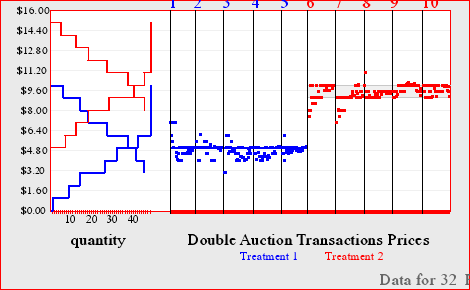 1 2 3 4 5 6 7 8 9 10
$16.00
$14.40
$12.80
$11.20
$9.60
$8.00
$6.40
$4.80
$3.20
$1.60
$0.00
10 20 30 40
quantity
Double Auction Transactions Prices
Treatment 1 Treatment 2
Data for 32